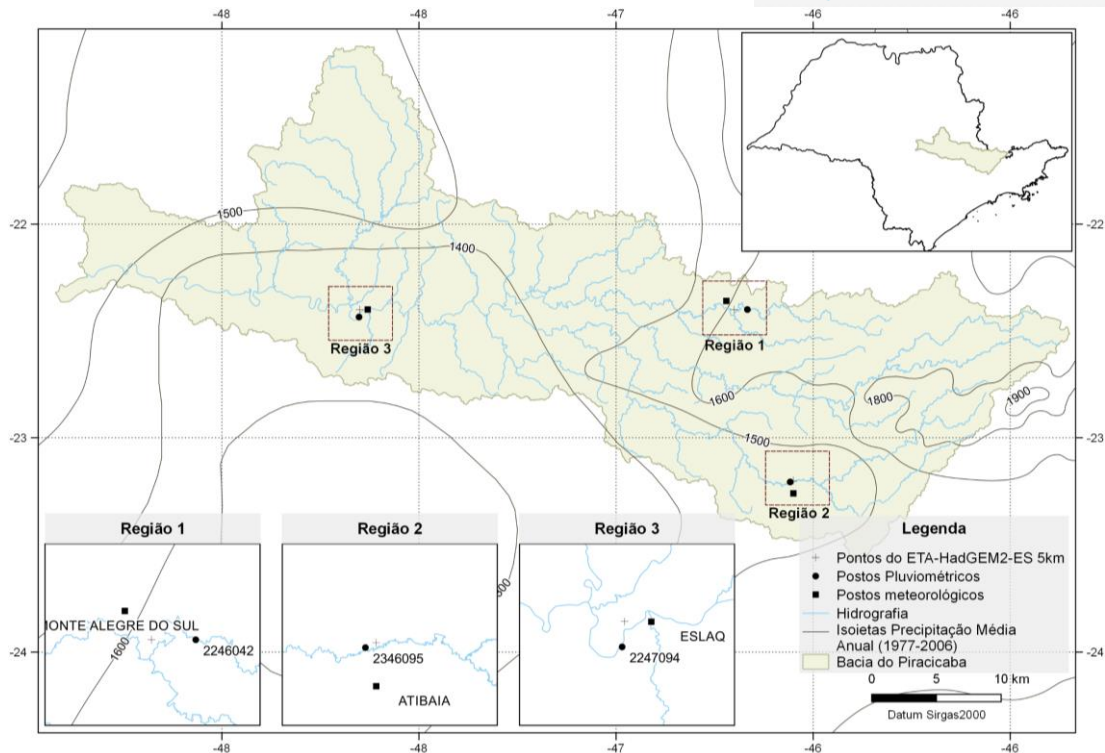 -48
-48
-47
-46
-46
-22
1500
1400
-22
Região 3
Região 1
1600
1800
1900
-23
1500
-23
Região 2
Região 1
Região 2
Região 3
Legenda
Pontos do ETA-HadGEM2-ES 5km
Postos Pluviométricos
Postos meteorológicos
Hidrografia
Isoietas Precipitação Média
Anual (1977-2006)
Bacia do Piracicaba
0 5 10 km
Datum Sirgas2000
MONTE ALEGRE DO SUL
2246042
1600
2346095
ATIBAIA
ESLAQ
2247094
-24
-24
-48
-48
-47
-46
-46